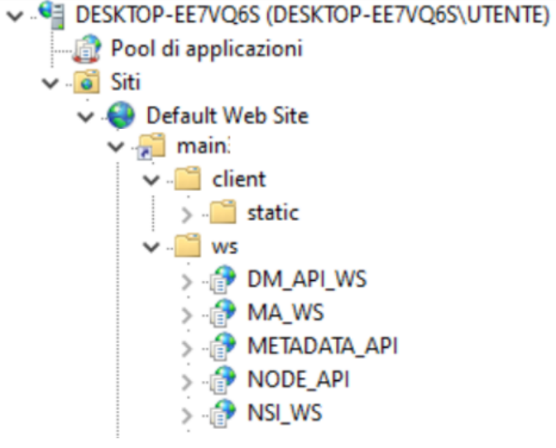 DESKTOP-EE7VQ6S (DESKTOP-EE7VQ6S\UTENTE)
Pool di applicazioni
Siti
Default Web Site
main
client
static
ws
DM_API_WS
MA_WS
METADATA_API
NODE_API
NSI_WS